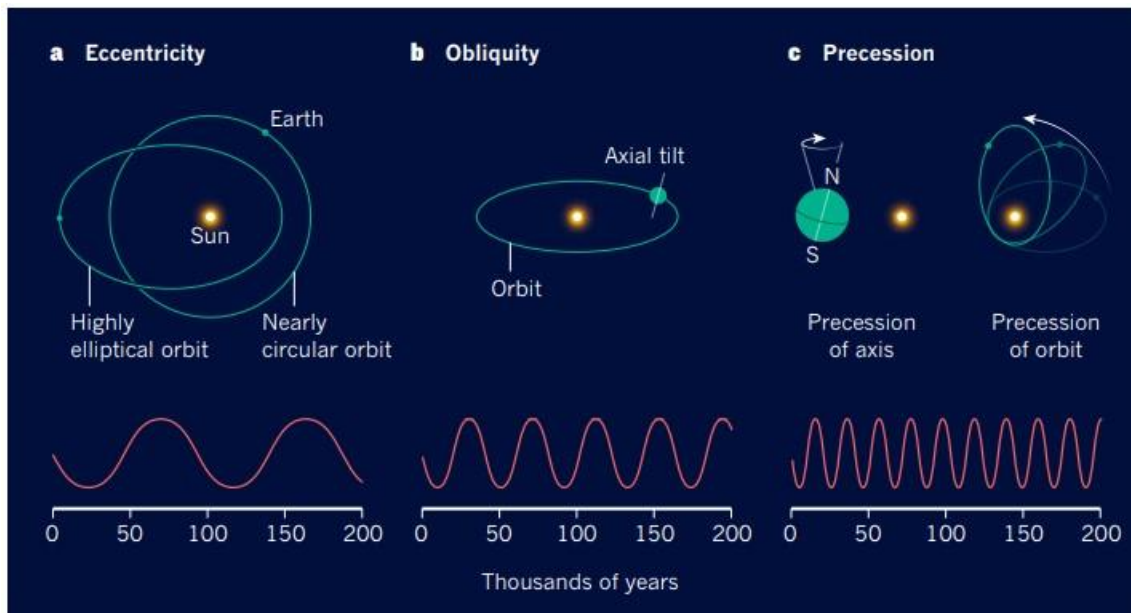 a Eccentricity
Earth
Sun
Highly
elliptical orbit
Nearly
circular orbit
0 50 100 150 200
b Obliquity
Axial tilt
Orbit
0 50 100 150 200
c Precession
N
S
Precession
of axis
Precession
of orbit
0 50 100 150 200
Thousands of years